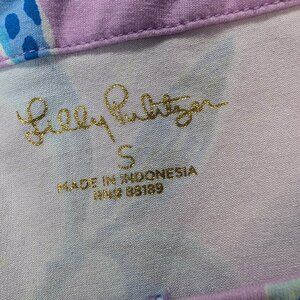 Lilly Pulitzer
S
MADE IN INDONESIA
RN# 88189